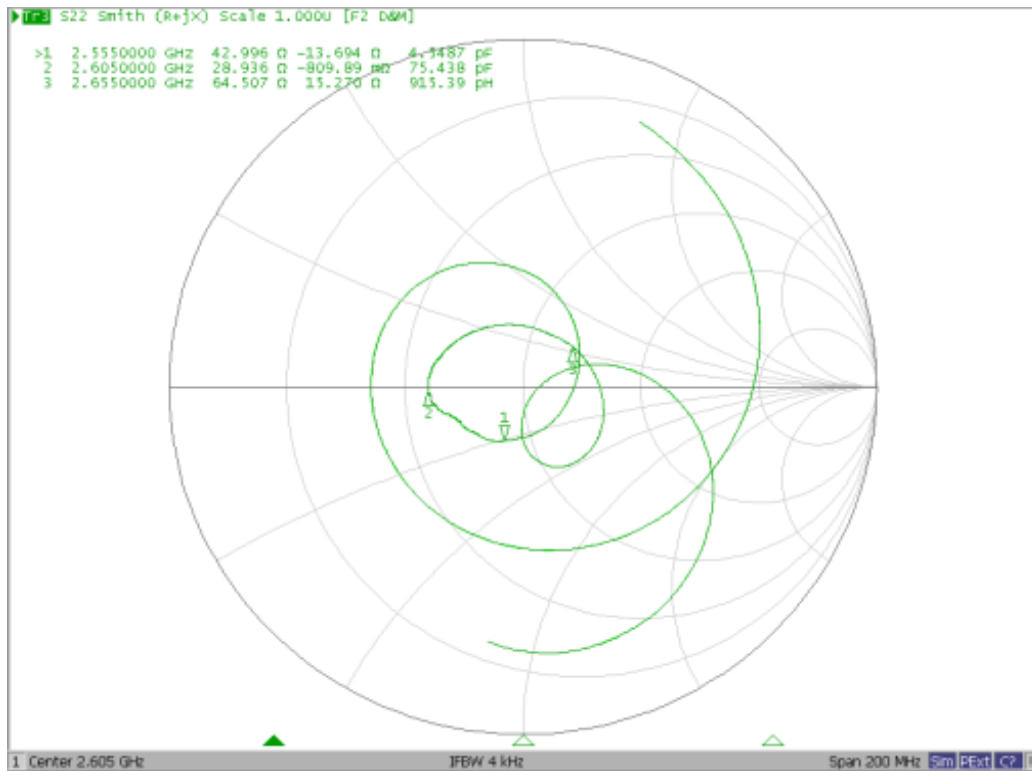 Tr3 S22 Smith (R+jX) Scale 1.000U [F2 D&M]
>1 2.5550000 GHz 42.996 Ω -13.694 Ω 4.5487 pF
2 2.6050000 GHz 28.936 Ω -809.89 mΩ 75.438 pF
3 2.6550000 GHz 64.507 Ω 15.270 Ω 915.39 pH
1
2
3
1 Center 2.605 GHz IFBW 4 kHz Span 200 MHz Sim PExt C?